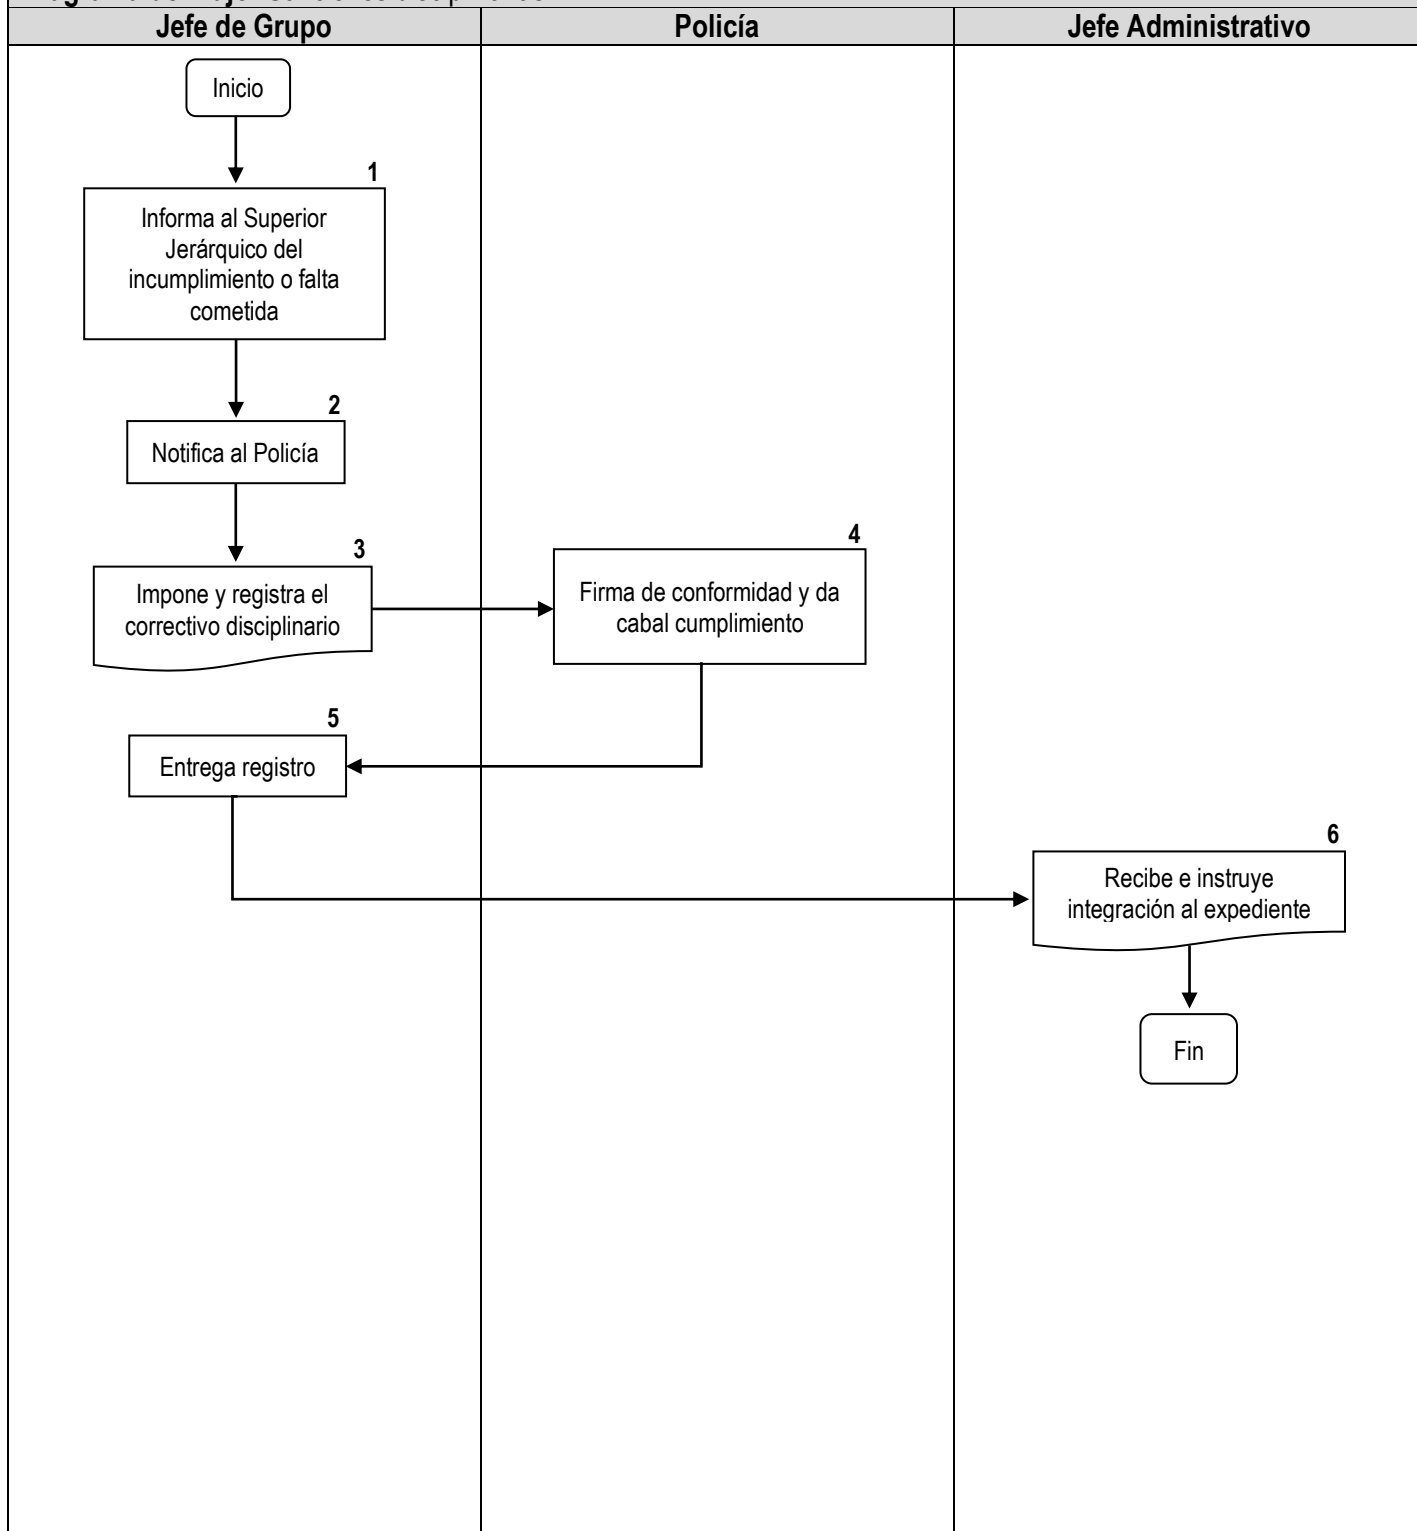 Jefe de Grupo
Policía
Jefe Administrativo
Inicio
1
Informa al Superior
Jerárquico del
incumplimiento o falta
cometida
2
Notifica al Policía
3
Impone y registra el
correctivo disciplinario
4
Firma de conformidad y da
cabal cumplimiento
5
Entrega registro
6
Recibe e instruye
integración al expediente
Fin